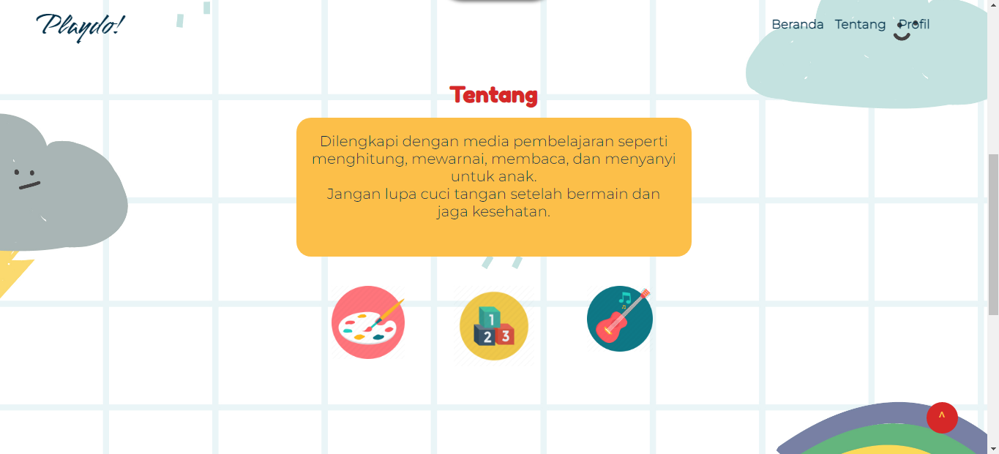 Playdo!
Beranda Tentang Profil
Tentang
Dilengkapi dengan media pembelajaran seperti
menghitung, mewarnai, membaca, dan menyanyi
untuk anak.
Jangan lupa cuci tangan setelah bermain dan
jaga kesehatan.
1
2 3
^